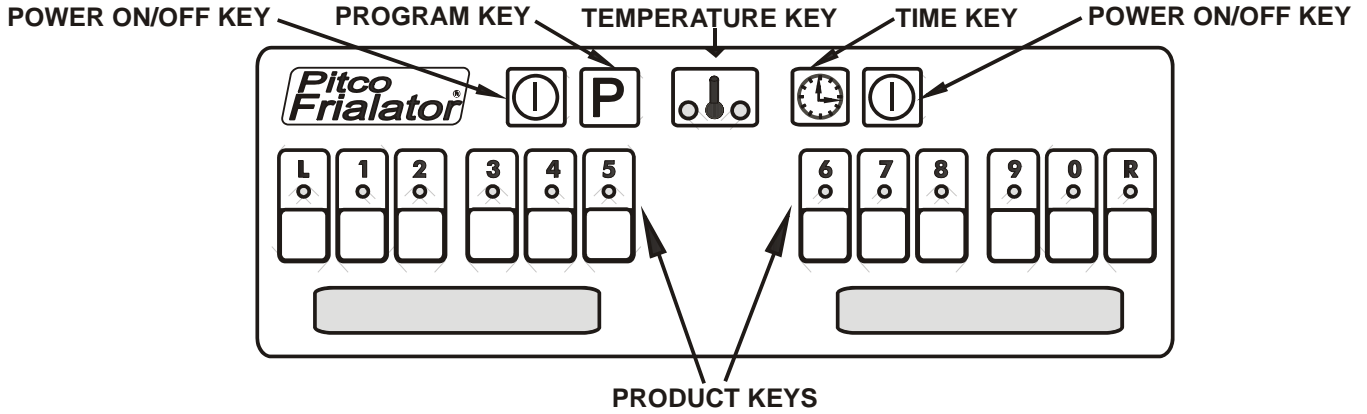 POWER ON/OFF KEY PROGRAM KEY TEMPERATURE KEY TIME KEY POWER ON/OFF KEY
Pitco
Frialator®
P
L 1 2 3 4 5 6 7 8 9 0 R
PRODUCT KEYS